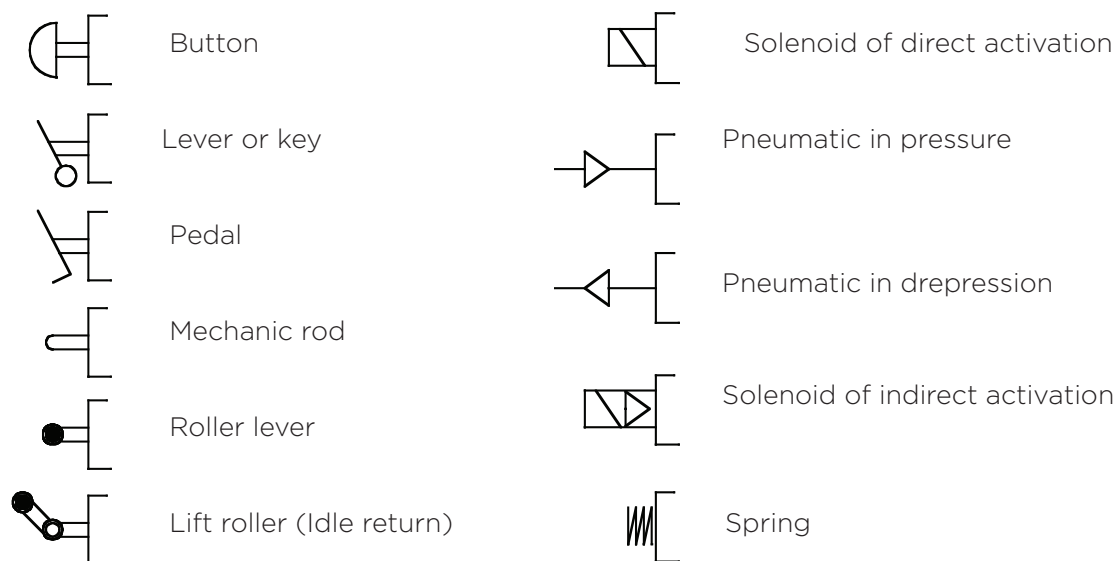 Button
Lever or key
Pedal
Mechanic rod
Roller lever
Lift roller (Idle return)
Solenoid of direct activation
Pneumatic in pressure
Pneumatic in drepression
Solenoid of indirect activation
Spring